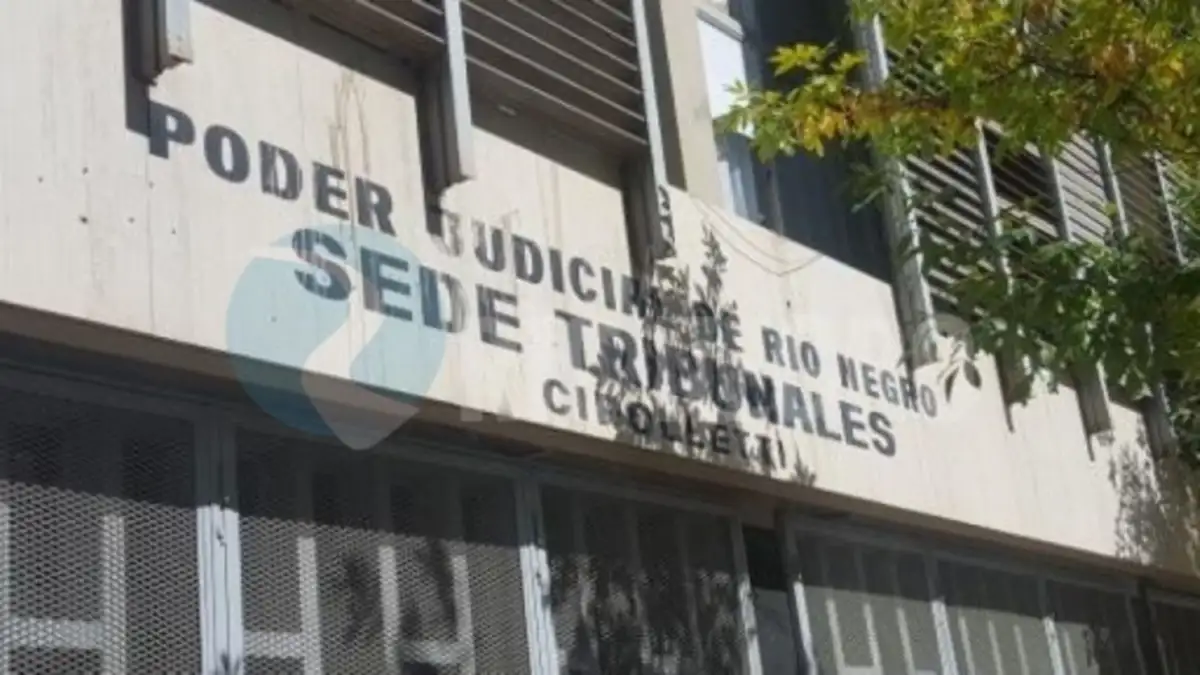 PODER JUDICIAL DE RIO NEGRO
SEDE TRIBUNALES
CIPOLLETTI